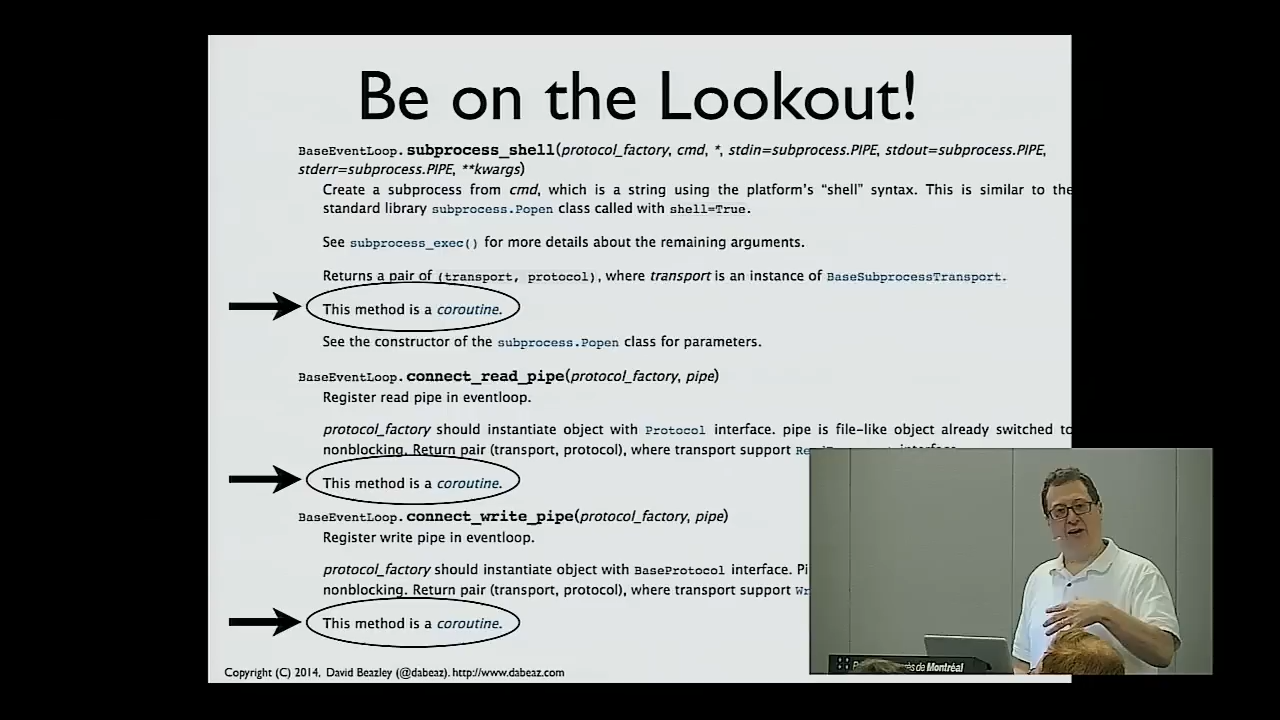 Be on the Lookout!
BaseEventLoop.subprocess_shell(protocol_factory, cmd, *, stdin=subprocess.PIPE, stdout=subprocess.PIPE,
stderr=subprocess.PIPE, **kwargs)
Create a subprocess from cmd, which is a string using the platform's “shell” syntax. This is similar to the
standard library subprocess.Popen class called with shell=True.
See subprocess_exec() for more details about the remaining arguments.
Returns a pair of (transport, protocol), where transport is an instance of BaseSubprocessTransport.
This method is a coroutine.
See the constructor of the subprocess.Popen class for parameters.
BaseEventLoop.connect_read_pipe(protocol_factory, pipe)
Register read pipe in eventloop.
protocol_factory should instantiate object with Protocol interface. pipe is file-like object already switched to
nonblocking. Return pair (transport, protocol), where transport support
This method is a coroutine.
BaseEventLoop.connect_write_pipe(protocol_factory, pipe)
Register write pipe in eventloop.
protocol_factory should instantiate object with BaseProtocol interface.
nonblocking. Return pair (transport, protocol), where transport support
This method is a coroutine.
Copyright (C) 2014, David Beazley (@dabeaz). http://www.dabeaz.com
de Montréal